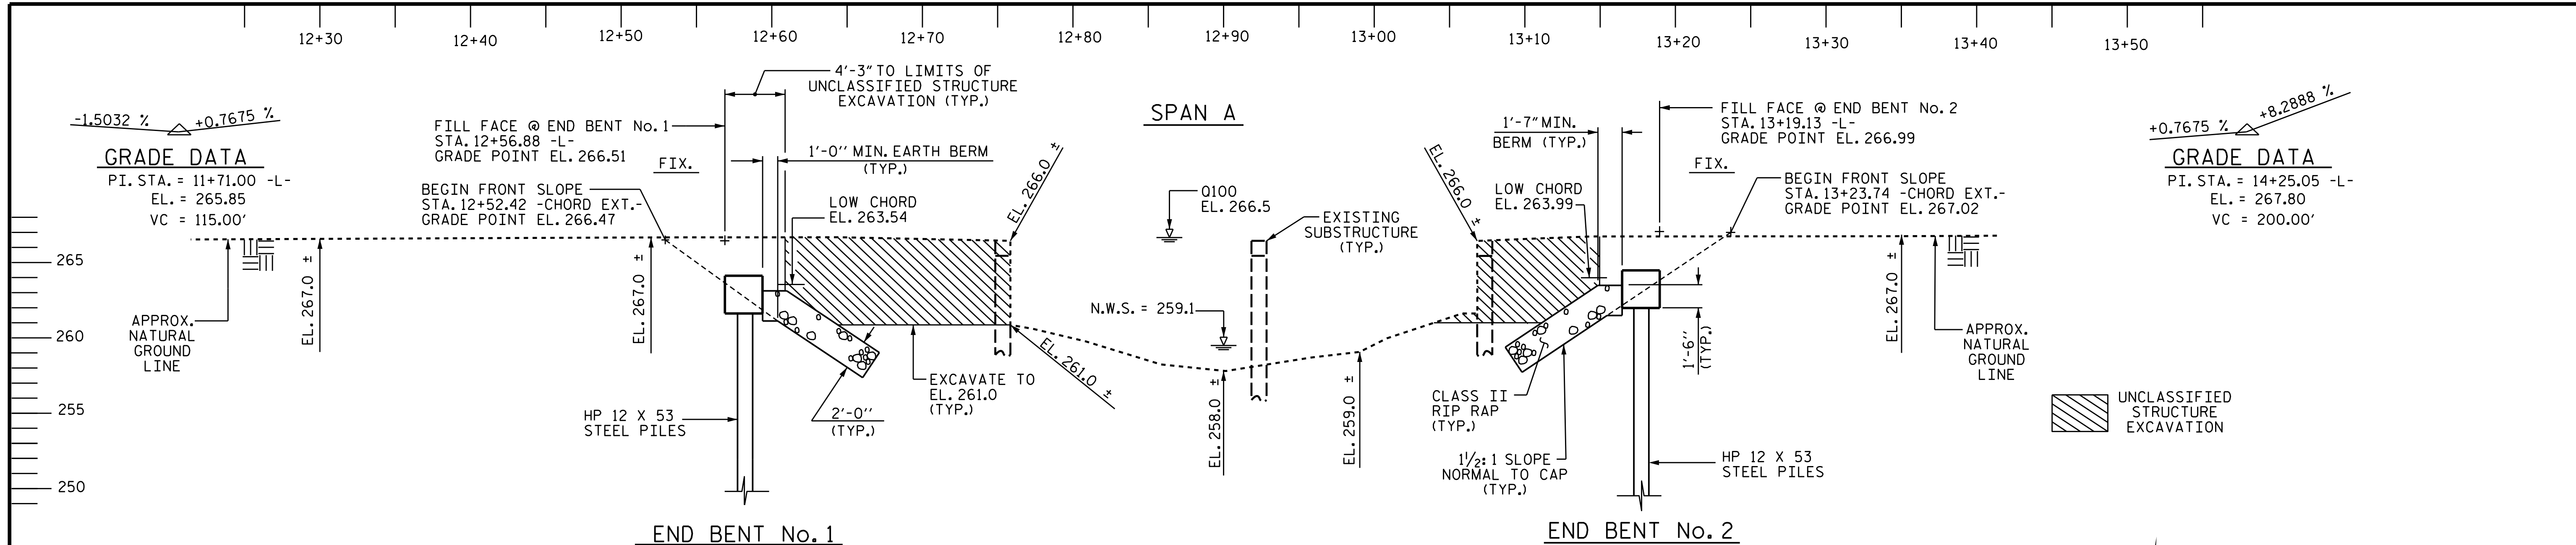 12+30
12+40
12+50
12+60
12+70
12+80
12+90
13+00
13+10
13+20
13+30
13+40
13+50
-1.5032 %
+0.7675 %
GRADE DATA
PI. STA. = 11+71.00 -L-
EL. = 265.85
VC = 115.00'
FILL FACE @ END BENT No. 1
STA. 12+56.88 -L-
GRADE POINT EL. 266.51
FIX.
BEGIN FRONT SLOPE
STA. 12+52.42 -CHORD EXT.-
GRADE POINT EL. 266.47
4'-3" TO LIMITS OF
UNCLASSIFIED STRUCTURE
EXCAVATION (TYP.)
1'-0" MIN. EARTH BERM
(TYP.)
LOW CHORD
EL. 263.54
EL. 266.0 ±
SPAN A
Q100
EL. 266.5
EXISTING
SUBSTRUCTURE
(TYP.)
N.W.S. = 259.1
EL. 266.0 ±
1'-7" MIN.
BERM (TYP.)
LOW CHORD
EL. 263.99
FILL FACE @ END BENT No. 2
STA. 13+19.13 -L-
GRADE POINT EL. 266.99
FIX.
BEGIN FRONT SLOPE
STA. 13+23.74 -CHORD EXT.-
GRADE POINT EL. 267.02
+0.7675 %
+8.2888 %
GRADE DATA
PI. STA. = 14+25.05 -L-
EL. = 267.80
VC = 200.00'
265
260
255
250
APPROX.
NATURAL
GROUND
LINE
EL. 267.0 ±
EL. 267.0 ±
HP 12 X 53
STEEL PILES
2'-0"
(TYP.)
EXCAVATE TO
EL. 261.0
(TYP.)
EL. 261.0 ±
EL. 258.0 ±
EL. 259.0 ±
CLASS II
RIP RAP
(TYP.)
1 1/2: 1 SLOPE
NORMAL TO CAP
(TYP.)
1'-6"
(TYP.)
HP 12 X 53
STEEL PILES
EL. 267.0 ±
APPROX.
NATURAL
GROUND
LINE
UNCLASSIFIED
STRUCTURE
EXCAVATION
END BENT No. 1
END BENT No. 2